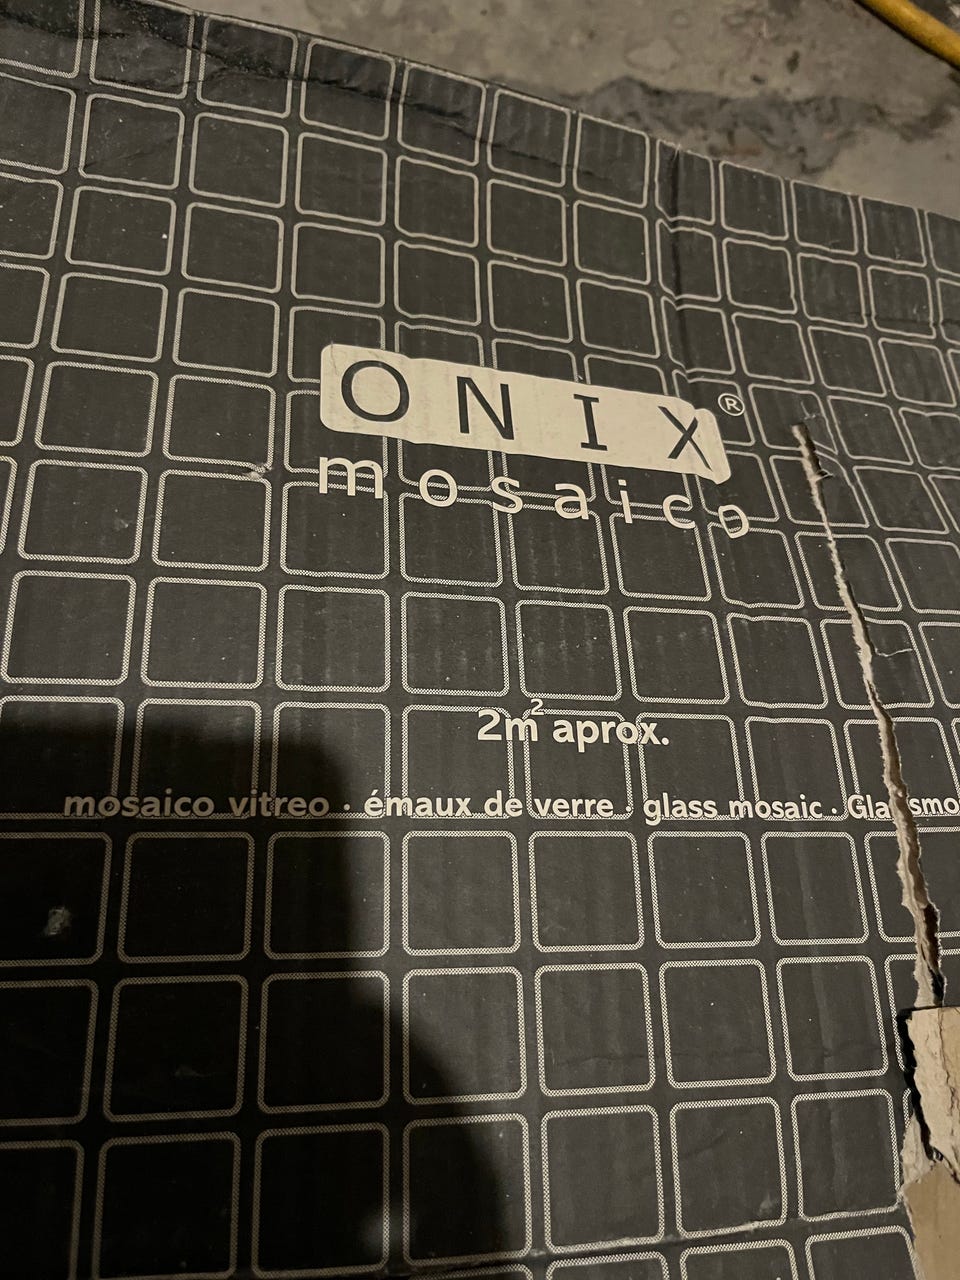 ONIX®
mosaico
2m² aprox.
mosaico vitreo · émaux de verre · glass mosaic ·